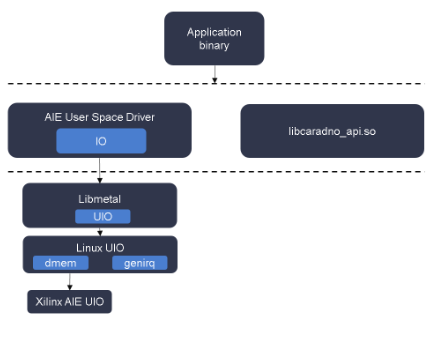 Application
binary
AIE User Space Driver
IO
libcaradno_api.so
Libmetal
UIO
Linux UIO
dmem
genirq
Xilinx AIE UIO